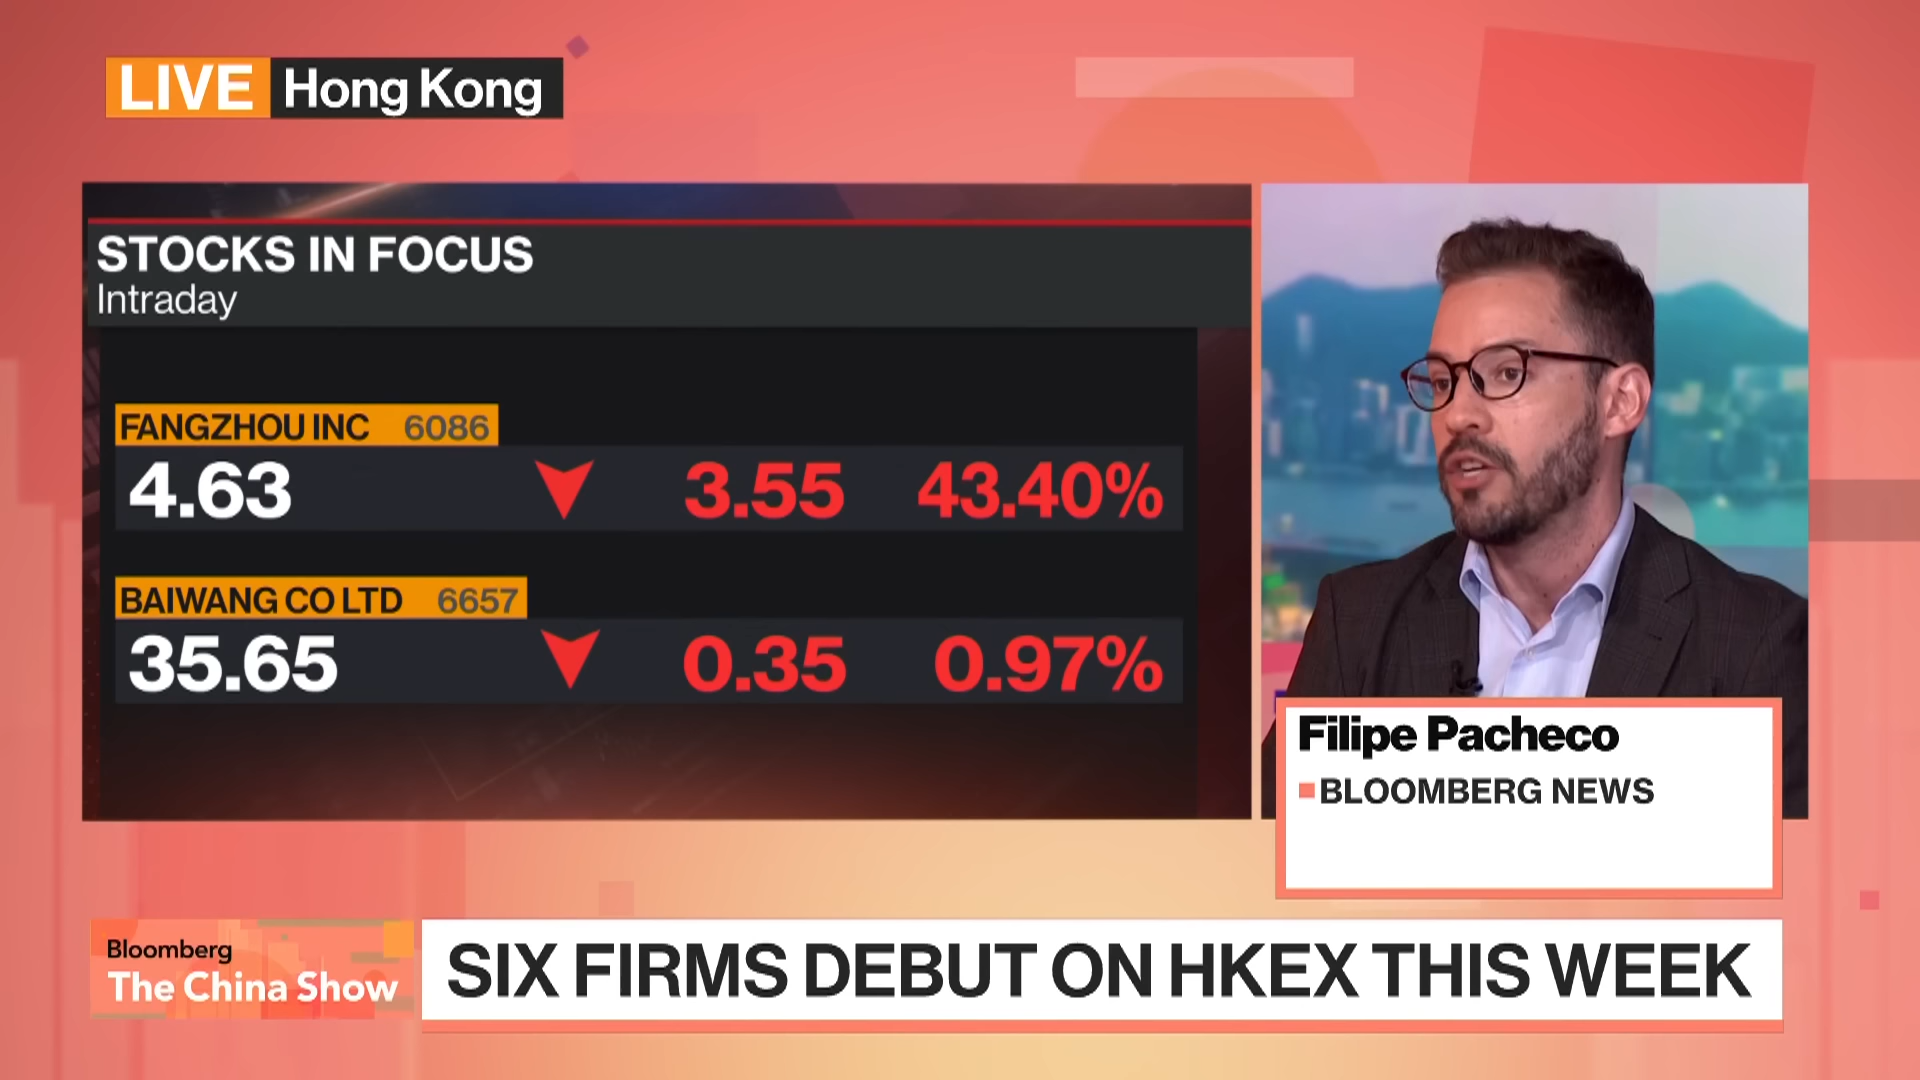 LIVE Hong Kong
STOCKS IN FOCUS
Intraday
FANGZHOU INC 6086
4.63 3.55 43.40%
BAIWANG CO LTD 6657
35.65 0.35 0.97%
Filipe Pacheco
BLOOMBERG NEWS
Bloomberg
The China Show
SIX FIRMS DEBUT ON HKEX THIS WEEK